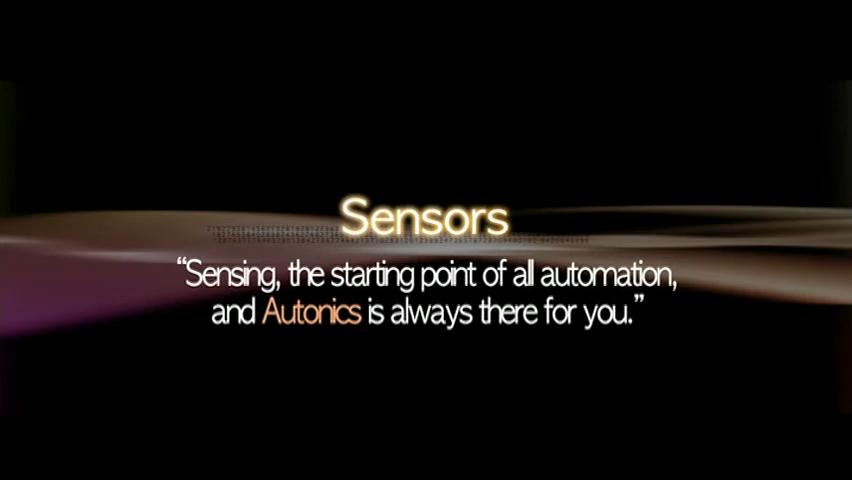 Sensors
“Sensing, the starting point of all automation,
and Autonics is always there for you.”